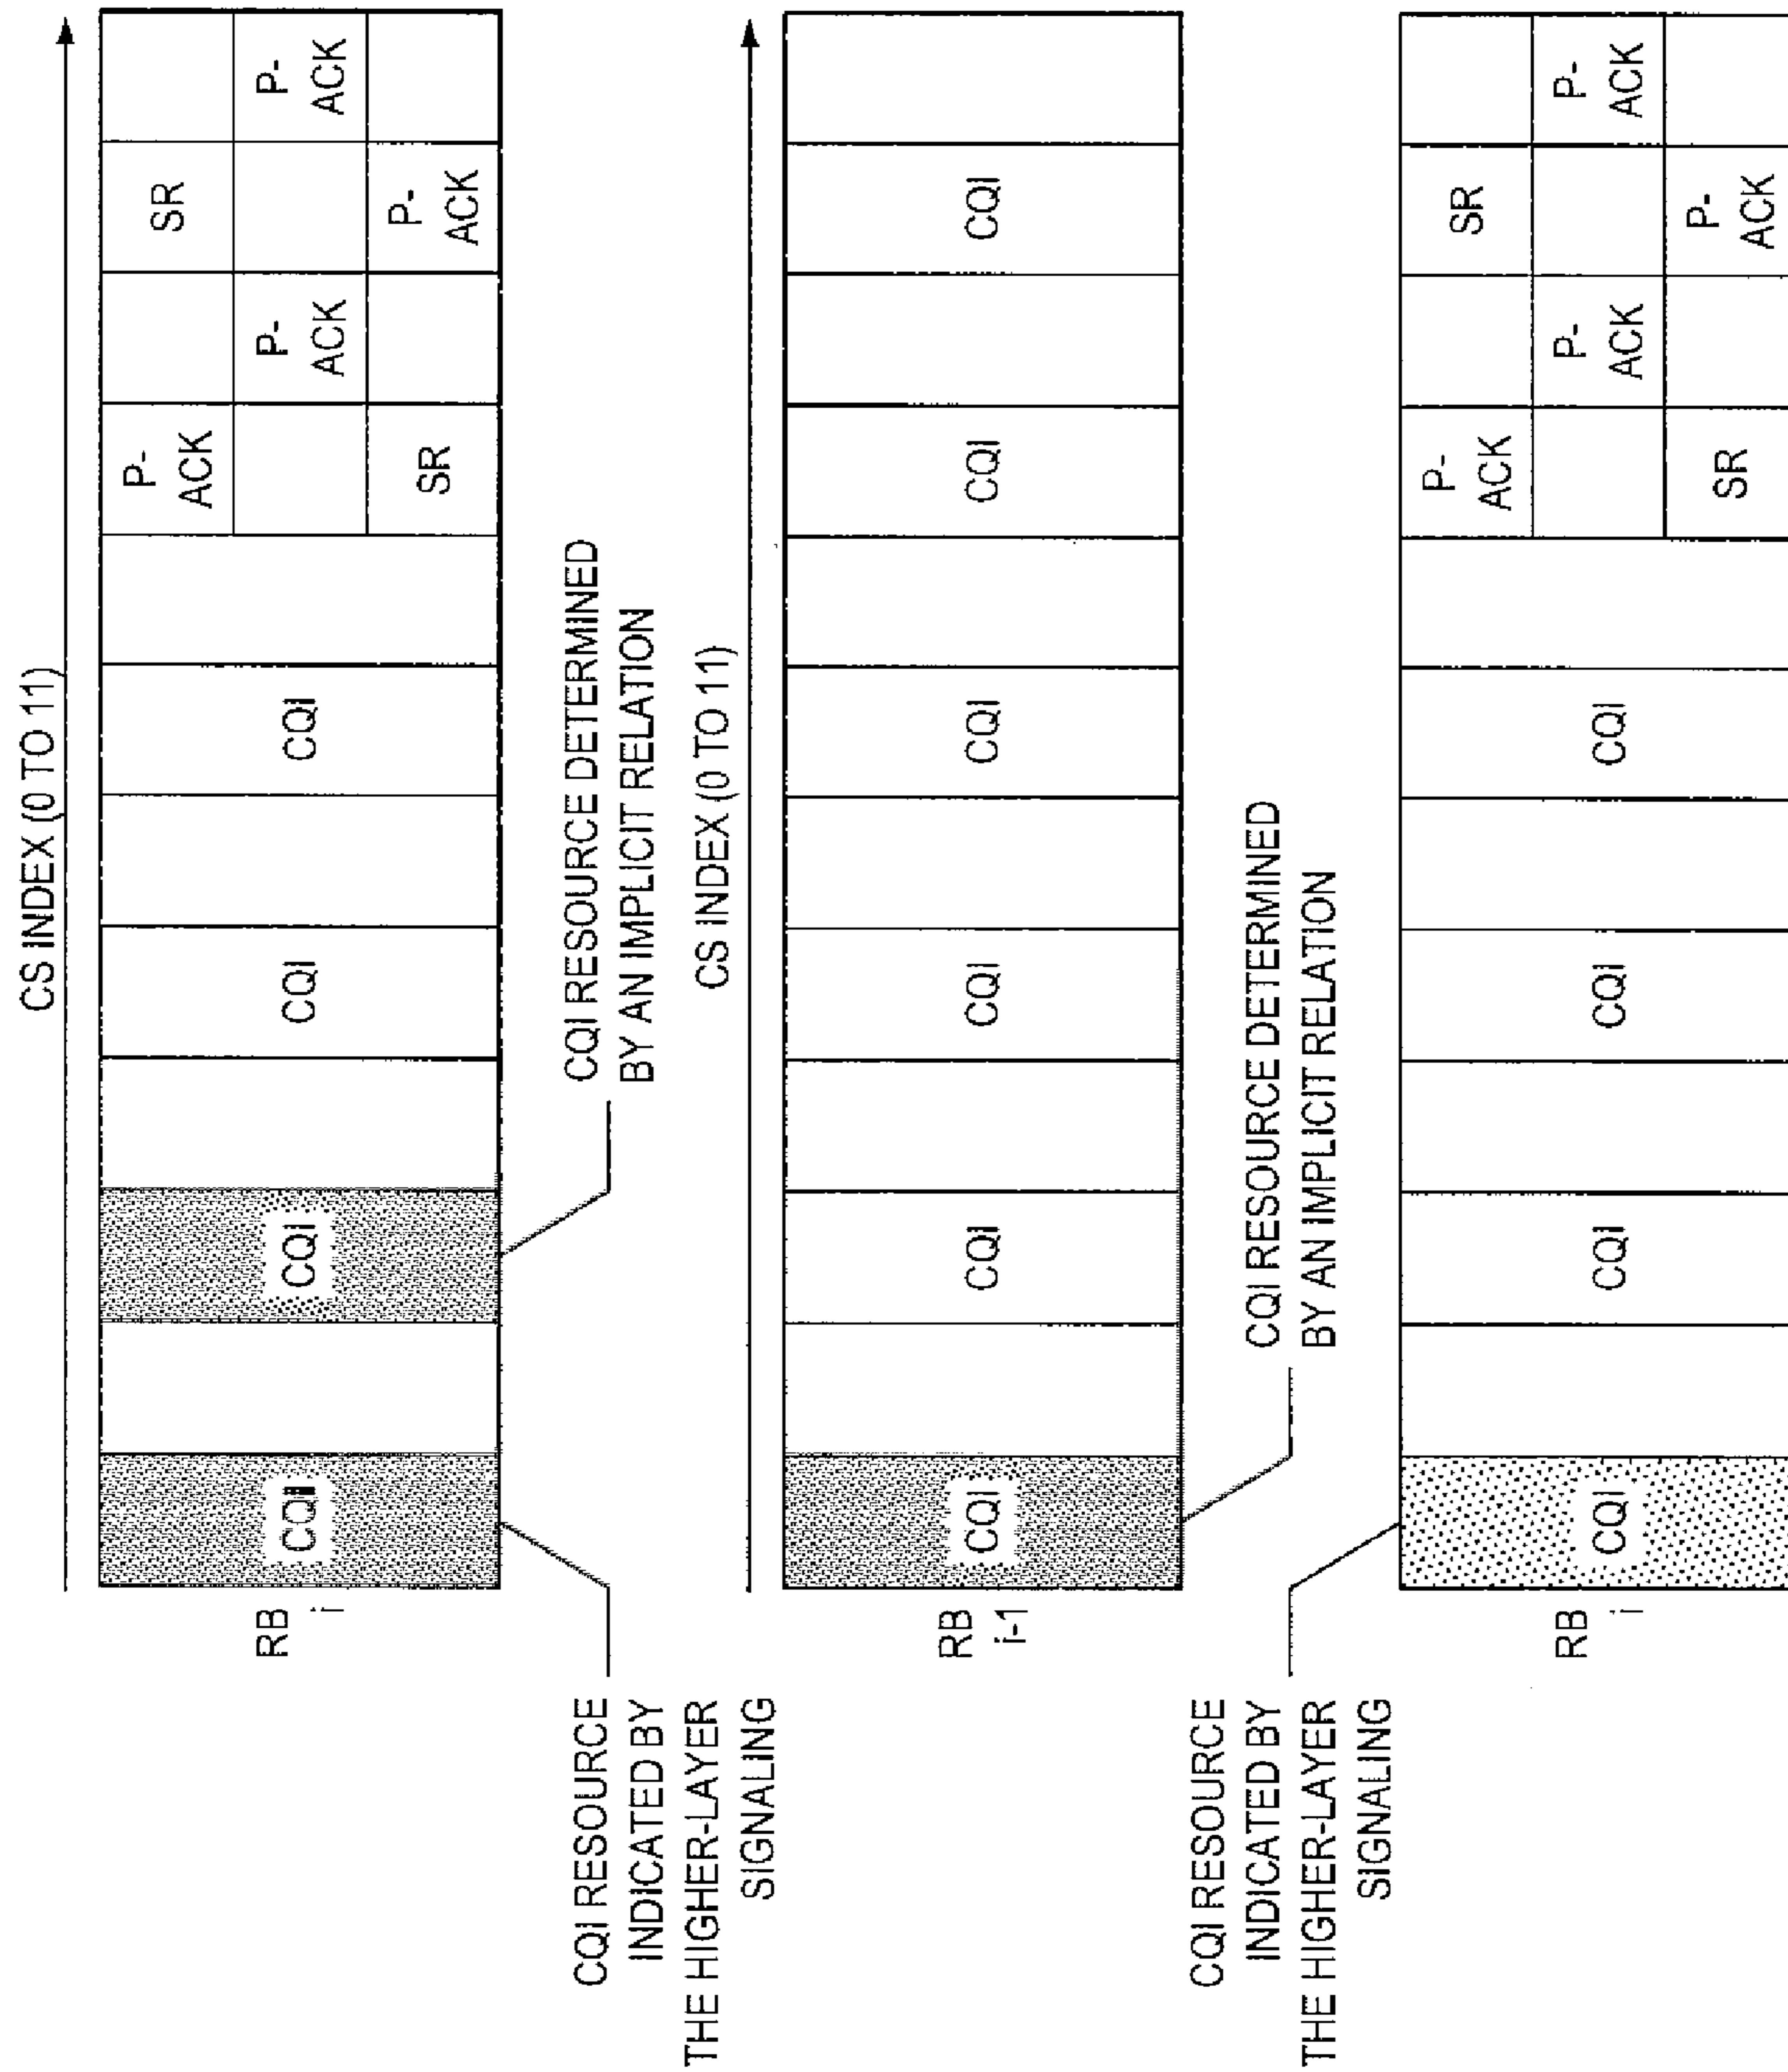 CS INDEX (0 TO 11)
P-
ACK
SR
RB
i
CQI
CQI
CQI
CQI
P-
ACK
P-
ACK
SR
P-
ACK
CQI RESOURCE
INDICATED BY
THE HIGHER-LAYER
SIGNALING
CQI RESOURCE DETERMINED
BY AN IMPLICIT RELATION
CS INDEX (0 TO 11)
RB
i-1
CQI
CQI
CQI
CQI
CQI
CQI
CQI RESOURCE
INDICATED BY
THE HIGHER-LAYER
SIGNALING
CQI RESOURCE DETERMINED
BY AN IMPLICIT RELATION
P-
ACK
SR
RB
i
CQI
CQI
CQI
CQI
P-
ACK
P-
ACK
SR
P-
ACK